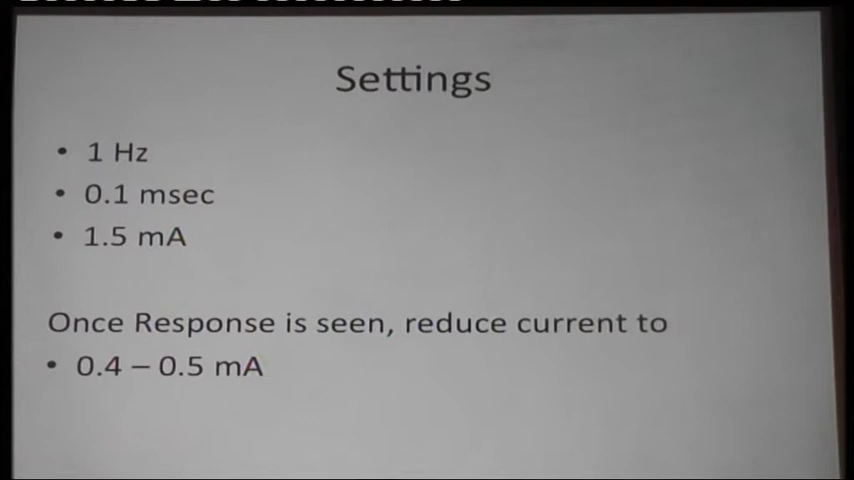 Settings
• 1 Hz
• 0.1 msec
• 1.5 mA
Once Response is seen, reduce current to
• 0.4 – 0.5 mA